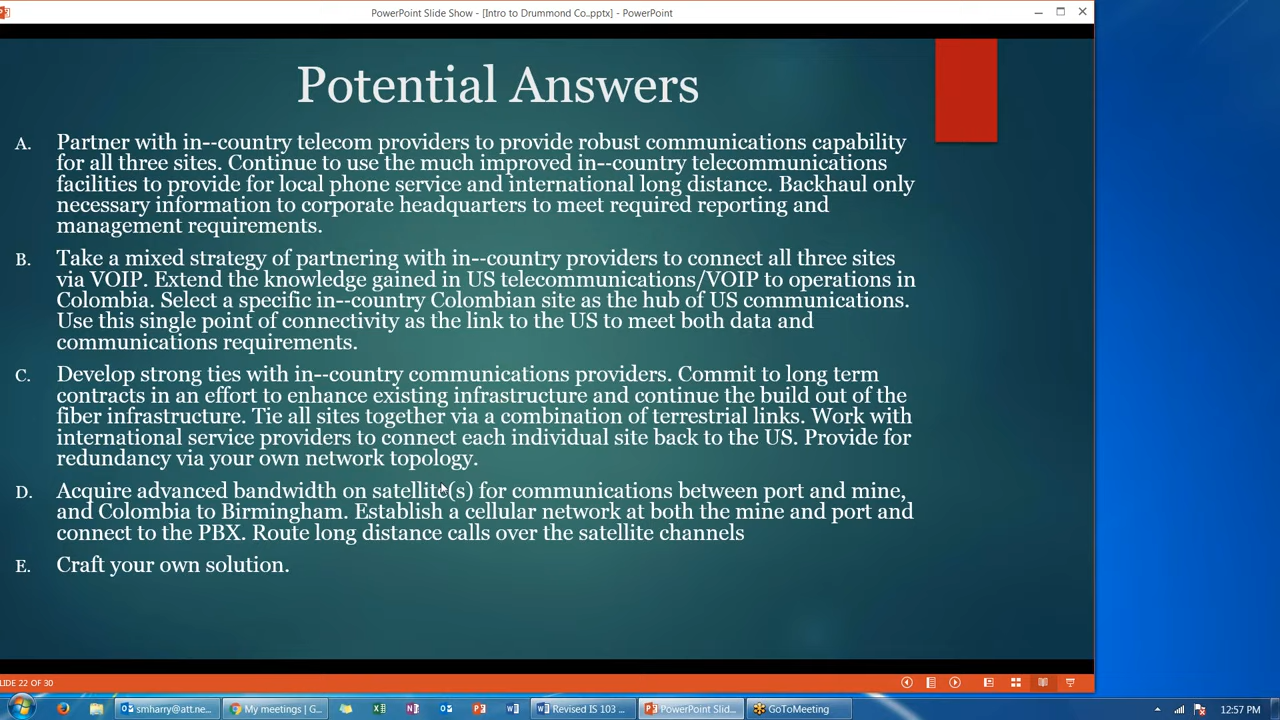 PowerPoint Slide Show - [Intro to Drummond Co..pptx] - PowerPoint
Potential Answers
A. Partner with in--country telecom providers to provide robust communications capability
for all three sites. Continue to use the much improved in--country telecommunications
facilities to provide for local phone service and international long distance. Backhaul only
necessary information to corporate headquarters to meet required reporting and
management requirements.
B. Take a mixed strategy of partnering with in--country providers to connect all three sites
via VOIP. Extend the knowledge gained in US telecommunications/VOIP to operations in
Colombia. Select a specific in--country Colombian site as the hub of US communications.
Use this single point of connectivity as the link to the US to meet both data and
communications requirements.
C. Develop strong ties with in--country communications providers. Commit to long term
contracts in an effort to enhance existing infrastructure and continue the build out of the
fiber infrastructure. Tie all sites together via a combination of terrestrial links. Work with
international service providers to connect each individual site back to the US. Provide for
redundancy via your own network topology.
D. Acquire advanced bandwidth on satellite(s) for communications between port and mine,
and Colombia to Birmingham. Establish a cellular network at both the mine and port and
connect to the PBX. Route long distance calls over the satellite channels
E. Craft your own solution.
LIDE 22 OF 30
smharry@att.ne... My meetings | G... Revised IS 103 ... PowerPoint Slid... GoToMeeting 12:57 PM